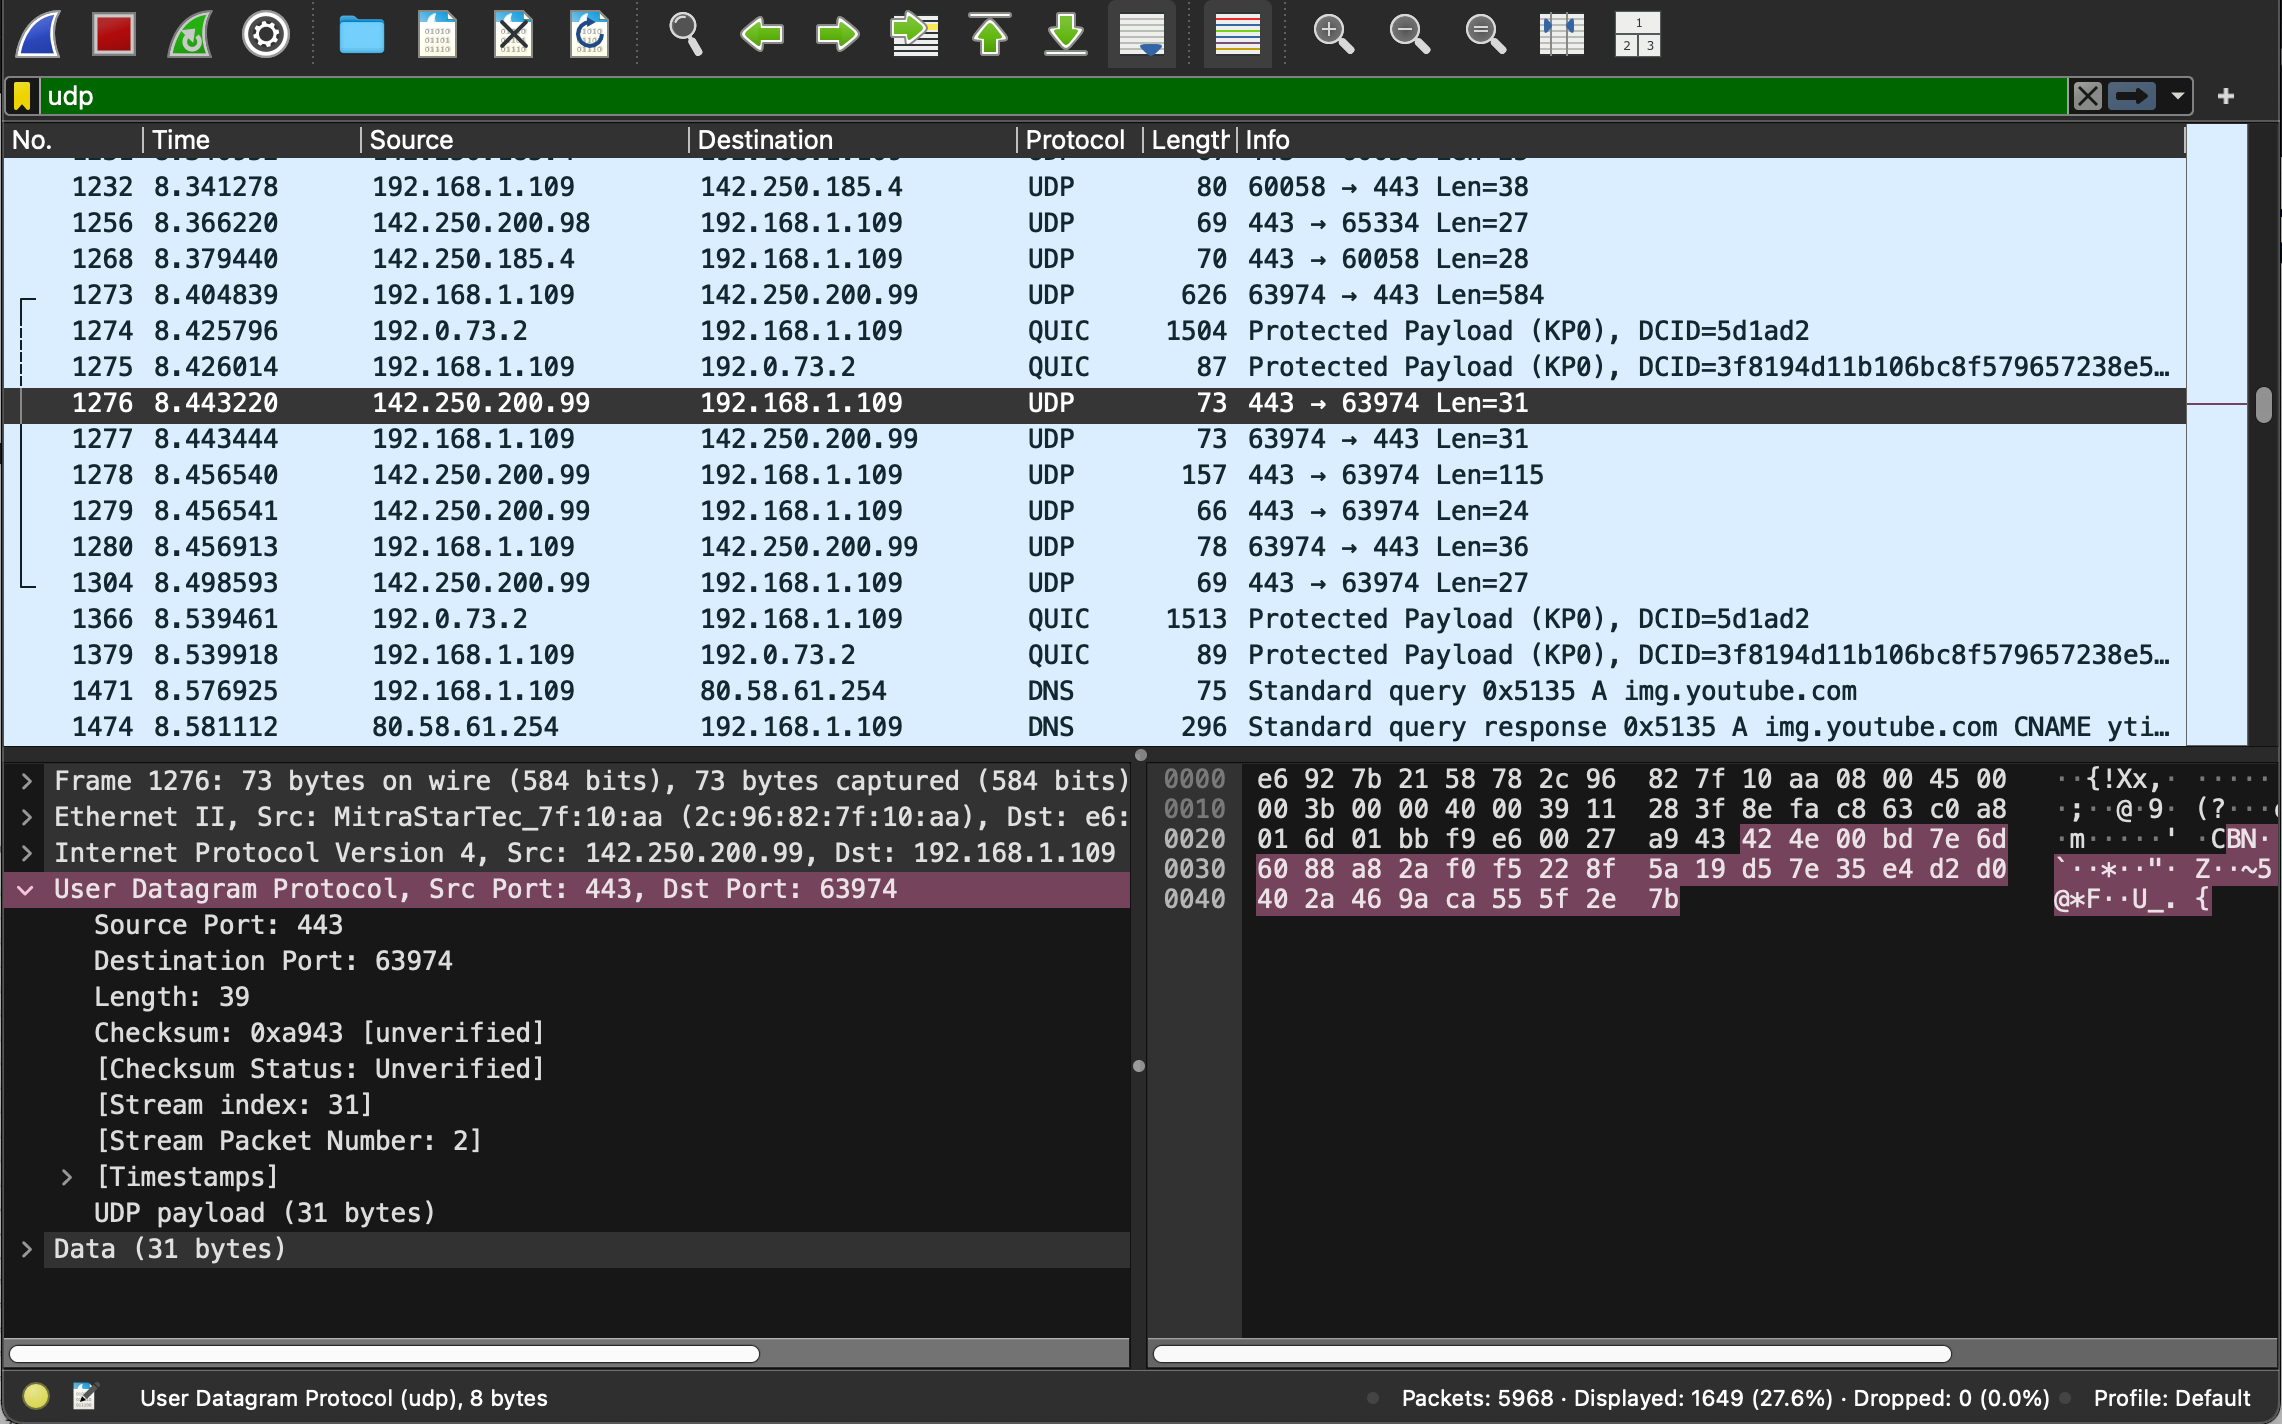 udp
No. Time Source Destination Protocol Length Info
1232 8.341278 192.168.1.109 142.250.185.4 UDP 80 60058 → 443 Len=38
1256 8.366220 142.250.200.98 192.168.1.109 UDP 69 443 → 65334 Len=27
1268 8.379440 142.250.185.4 192.168.1.109 UDP 70 443 → 60058 Len=28
1273 8.404839 192.168.1.109 142.250.200.99 UDP 626 63974 → 443 Len=584
1274 8.425796 192.0.73.2 192.168.1.109 QUIC 1504 Protected Payload (KP0), DCID=5d1ad2
1275 8.426014 192.168.1.109 192.0.73.2 QUIC 87 Protected Payload (KP0), DCID=3f8194d11b106bc8f579657238e5…
1276 8.443220 142.250.200.99 192.168.1.109 UDP 73 443 → 63974 Len=31
1277 8.443444 192.168.1.109 142.250.200.99 UDP 73 63974 → 443 Len=31
1278 8.456540 142.250.200.99 192.168.1.109 UDP 157 443 → 63974 Len=115
1279 8.456541 142.250.200.99 192.168.1.109 UDP 66 443 → 63974 Len=24
1280 8.456913 192.168.1.109 142.250.200.99 UDP 78 63974 → 443 Len=36
1304 8.498593 142.250.200.99 192.168.1.109 UDP 69 443 → 63974 Len=27
1366 8.539461 192.0.73.2 192.168.1.109 QUIC 1513 Protected Payload (KP0), DCID=5d1ad2
1379 8.539918 192.168.1.109 192.0.73.2 QUIC 89 Protected Payload (KP0), DCID=3f8194d11b106bc8f579657238e5…
1471 8.576925 192.168.1.109 80.58.61.254 DNS 75 Standard query 0x5135 A img.youtube.com
1474 8.581112 80.58.61.254 192.168.1.109 DNS 296 Standard query response 0x5135 A img.youtube.com CNAME yti…
Frame 1276: 73 bytes on wire (584 bits), 73 bytes captured (584 bits)
Ethernet II, Src: MitraStarTec_7f:10:aa (2c:96:82:7f:10:aa), Dst: e6:
Internet Protocol Version 4, Src: 142.250.200.99, Dst: 192.168.1.109
User Datagram Protocol, Src Port: 443, Dst Port: 63974
Source Port: 443
Destination Port: 63974
Length: 39
Checksum: 0xa943 [unverified]
[Checksum Status: Unverified]
[Stream index: 31]
[Stream Packet Number: 2]
[Timestamps]
UDP payload (31 bytes)
Data (31 bytes)
0000 e6 92 7b 21 58 78 2c 96 82 7f 10 aa 08 00 45 00 ··{!Xx,· ·····
0010 00 3b 00 00 40 00 39 11 28 3f 8e fa c8 63 c0 a8 ·;··@·9· (?···
0020 01 6d 01 bb f9 e6 00 27 a9 43 42 4e 00 bd 7e 6d ·m·····' ·CBN·
0030 60 88 a8 2a f0 f5 22 8f 5a 19 d5 7e 35 e4 d2 d0 `··*··"· Z··~5
0040 40 2a 46 9a ca 55 5f 2e 7b @*F··U_. {
User Datagram Protocol (udp), 8 bytes
Packets: 5968 · Displayed: 1649 (27.6%) · Dropped: 0 (0.0%)
Profile: Default